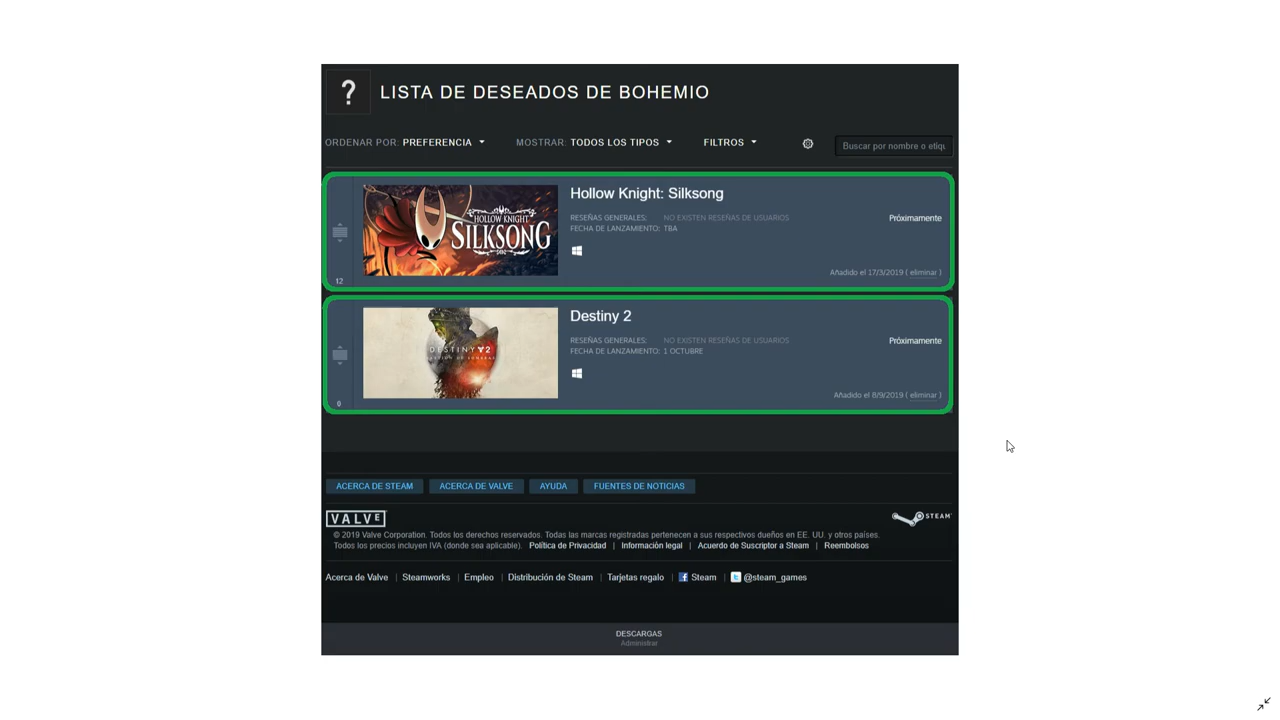 ?
LISTA DE DESEADOS DE BOHEMIO
ORDENAR POR: PREFERENCIA MOSTRAR: TODOS LOS TIPOS FILTROS Buscar por nombre o etiqu
HOLLOW KNIGHT
SILKSONG
Hollow Knight: Silksong
RESEÑAS GENERALES: NO EXISTEN RESEÑAS DE USUARIOS
FECHA DE LANZAMIENTO: TBA
Próximamente
12
Añadido el 17/3/2019 ( eliminar )
DESTINY 2
Destiny 2
RESEÑAS GENERALES: NO EXISTEN RESEÑAS DE USUARIOS
FECHA DE LANZAMIENTO: 1 OCTUBRE
Próximamente
0
Añadido el 8/9/2019 ( eliminar )
ACERCA DE STEAM ACERCA DE VALVE AYUDA FUENTES DE NOTICIAS
VALVE STEAM
© 2019 Valve Corporation. Todos los derechos reservados. Todas las marcas registradas pertenecen a sus respectivos dueños en EE. UU. y otros países.
Todos los precios incluyen IVA (donde sea aplicable). Política de Privacidad | Información legal | Acuerdo de Suscriptor a Steam | Reembolsos
Acerca de Valve | Steamworks | Empleo | Distribución de Steam | Tarjetas regalo | Steam | @steam_games
DESCARGAS
Administrar